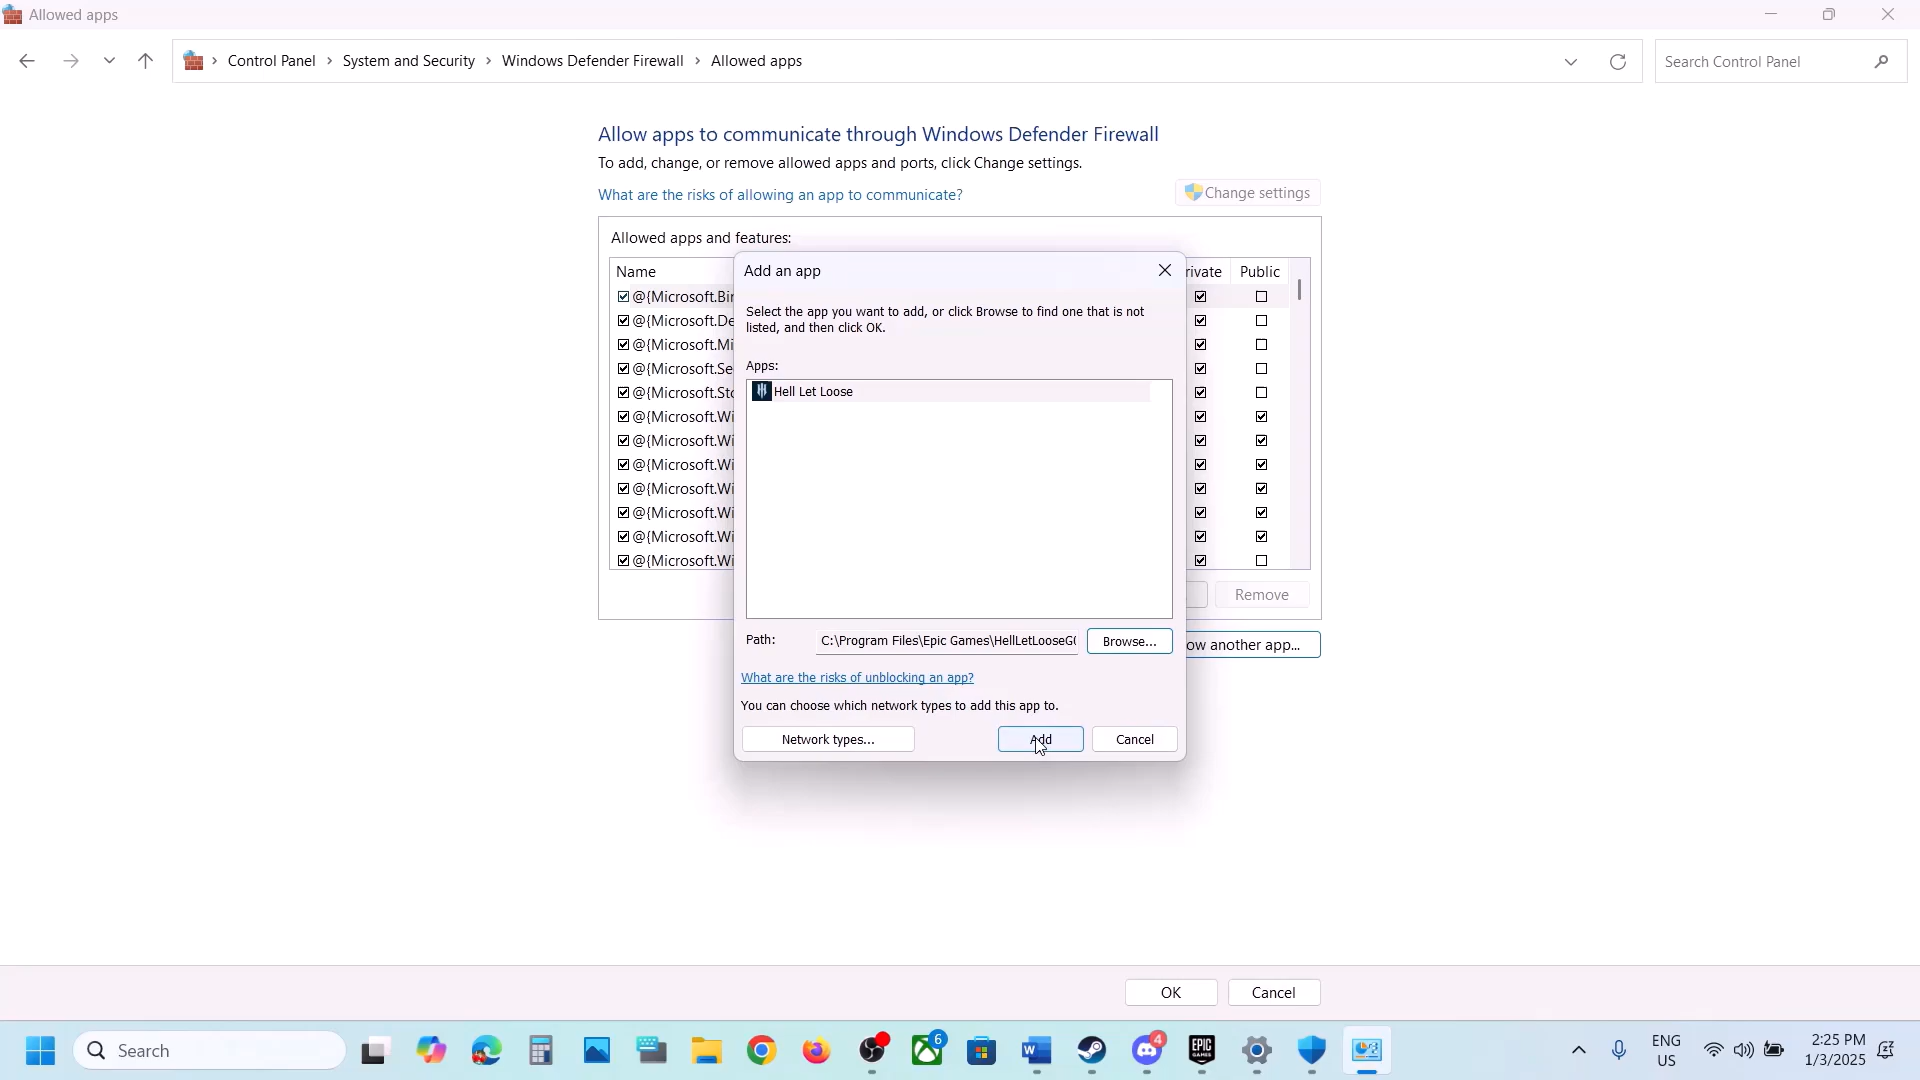 Allowed apps
Control Panel > System and Security > Windows Defender Firewall > Allowed apps
Search Control Panel
Allow apps to communicate through Windows Defender Firewall
To add, change, or remove allowed apps and ports, click Change settings.
What are the risks of allowing an app to communicate?
Change settings
Allowed apps and features:
Name
rivate Public
@{Microsoft.Bin
@{Microsoft.De
@{Microsoft.Mi
@{Microsoft.Se
@{Microsoft.Sto
@{Microsoft.Wi
@{Microsoft.Wi
@{Microsoft.Wi
@{Microsoft.Wi
@{Microsoft.Wi
@{Microsoft.Wi
@{Microsoft.Wi
Remove
ow another app...
Add an app
Select the app you want to add, or click Browse to find one that is not
listed, and then click OK.
Apps:
Hell Let Loose
Path: C:\Program Files\Epic Games\HellLetLooseG Browse...
What are the risks of unblocking an app?
You can choose which network types to add this app to.
Network types... Add Cancel
OK Cancel
Search
6
4
EPIC
GAMES
ENG
US
2:25 PM
1/3/2025